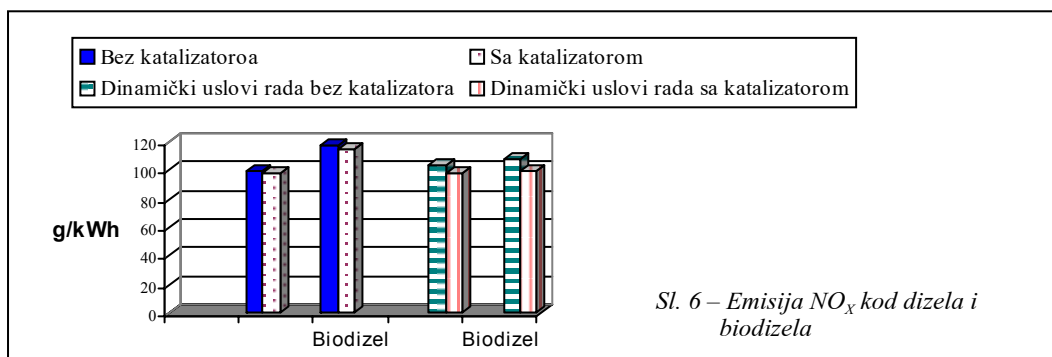 Bez katalizatoroa
Sa katalizatorom
Dinamički uslovi rada bez katalizatora
Dinamički uslovi rada sa katalizatorom
120
100
80
60
40
20
0
g/kWh
Biodizel
Biodizel
Sl. 6 – Emisija NOX kod dizela i
biodizela